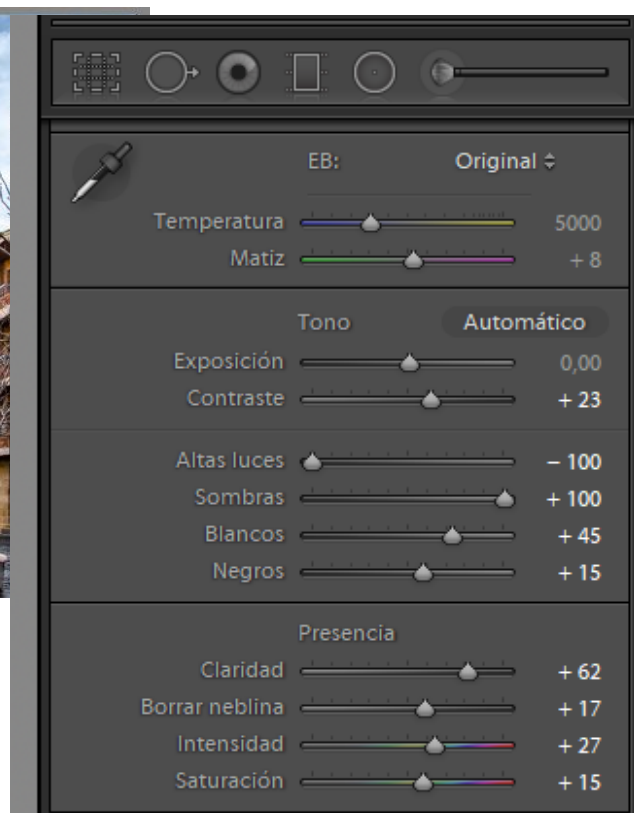 EB: Original
Temperatura 5000
Matiz + 8
Tono Automático
Exposición 0,00
Contraste + 23
Altas luces − 100
Sombras + 100
Blancos + 45
Negros + 15
Presencia
Claridad + 62
Borrar neblina + 17
Intensidad + 27
Saturación + 15